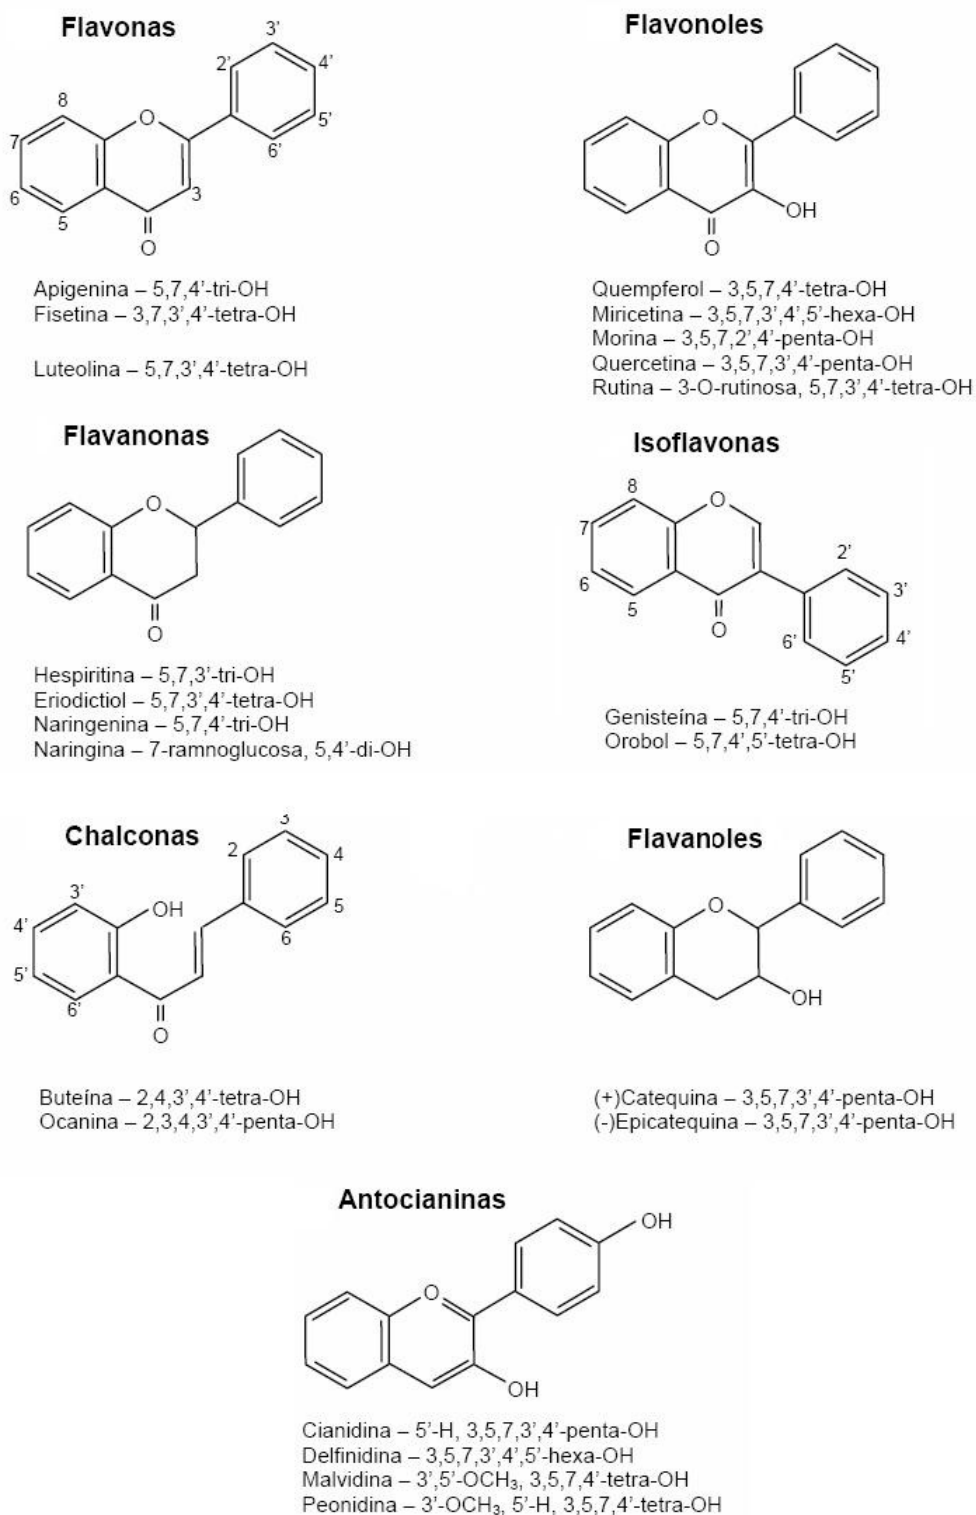 Flavonas
3'
2'
4'
8
O
5'
7
6'
6
3
5
O
Apigenina – 5,7,4'-tri-OH
Fisetina – 3,7,3',4'-tetra-OH
Luteolina – 5,7,3',4'-tetra-OH
Flavonoles
O
OH
O
Quempferol – 3,5,7,4'-tetra-OH
Miricetina – 3,5,7,3',4',5'-hexa-OH
Morina – 3,5,7,2',4'-penta-OH
Quercetina – 3,5,7,3',4'-penta-OH
Rutina – 3-O-rutinosa, 5,7,3',4'-tetra-OH
Flavanonas
O
O
Hespiritina – 5,7,3'-tri-OH
Eriodictiol – 5,7,3',4'-tetra-OH
Naringenina – 5,7,4'-tri-OH
Naringina – 7-ramnoglucosa, 5,4'-di-OH
Isoflavonas
8
O
7
2'
6
3'
5
O
6'
4'
5'
Genisteína – 5,7,4'-tri-OH
Orobol – 5,7,4',5'-tetra-OH
Chalconas
3
2
4
3'
OH
5
4'
6
5'
6'
O
Buteína – 2,4,3',4'-tetra-OH
Ocanina – 2,3,4,3',4'-penta-OH
Flavanoles
O
OH
(+)Catequina – 3,5,7,3',4'-penta-OH
(-)Epicatequina – 3,5,7,3',4'-penta-OH
Antocianinas
OH
O
OH
Cianidina – 5'-H, 3,5,7,3',4'-penta-OH
Delfinidina – 3,5,7,3',4',5'-hexa-OH
Malvidina – 3',5'-OCH₃, 3,5,7,4'-tetra-OH
Peonidina – 3'-OCH₃, 5'-H, 3,5,7,4'-tetra-OH